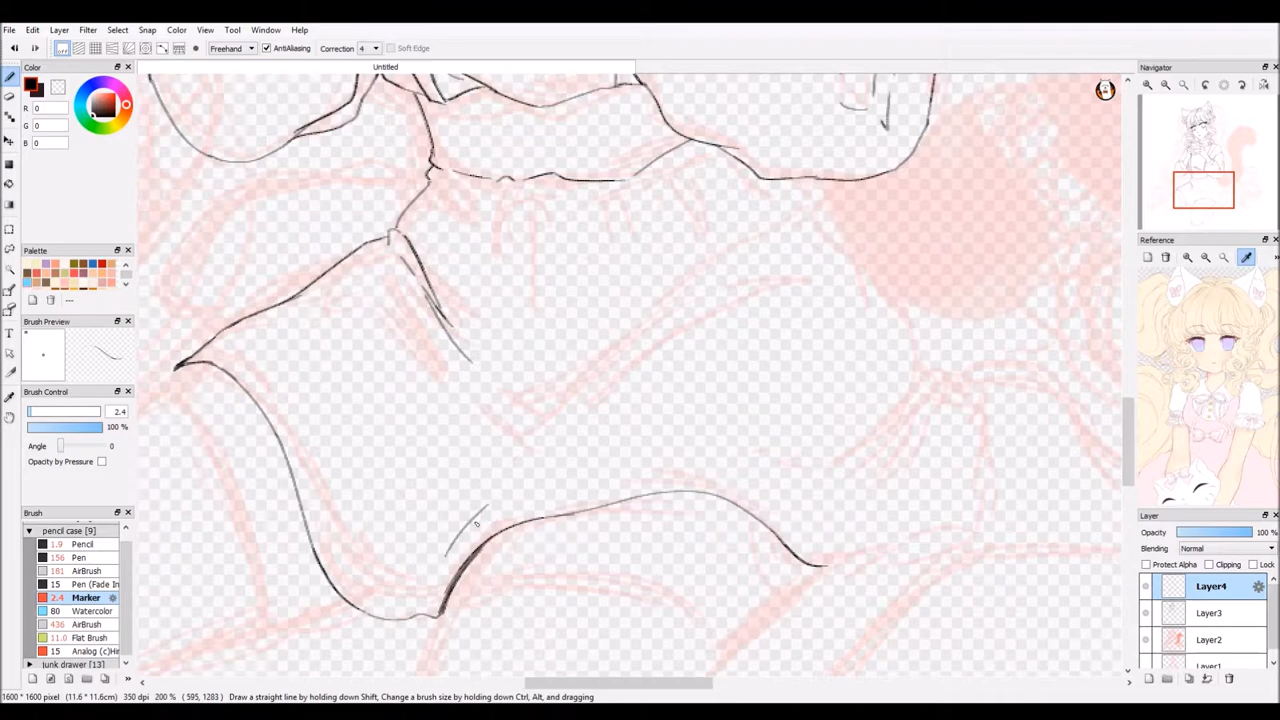 File Edit Layer Filter Select Snap Color View Tool Window Help
Freehand AntiAliasing Correction 4 Soft Edge
Color
Untitled
Navigator
R 0
G 0
B 0
Palette
---
Reference
Brush Preview
Brush Control
2.4
100 %
Angle 0
Opacity by Pressure
Brush
pencil case [9]
1.9 Pencil
156 Pen
181 AirBrush
15 Pen (Fade In
2.4 Marker
80 Watercolor
436 AirBrush
11.0 Flat Brush
15 Analog (c)Hi
junk drawer [13]
Layer
Opacity 100 %
Blending Normal
Protect Alpha Clipping Lock
Layer4
Layer3
Layer2
Layer1
1600 * 1600 pixel (11.6 * 11.6cm) 350 dpi 200 % ( 595, 1283) Draw a straight line by holding down Shift, Change a brush size by holding down Ctrl, Alt, and dragging